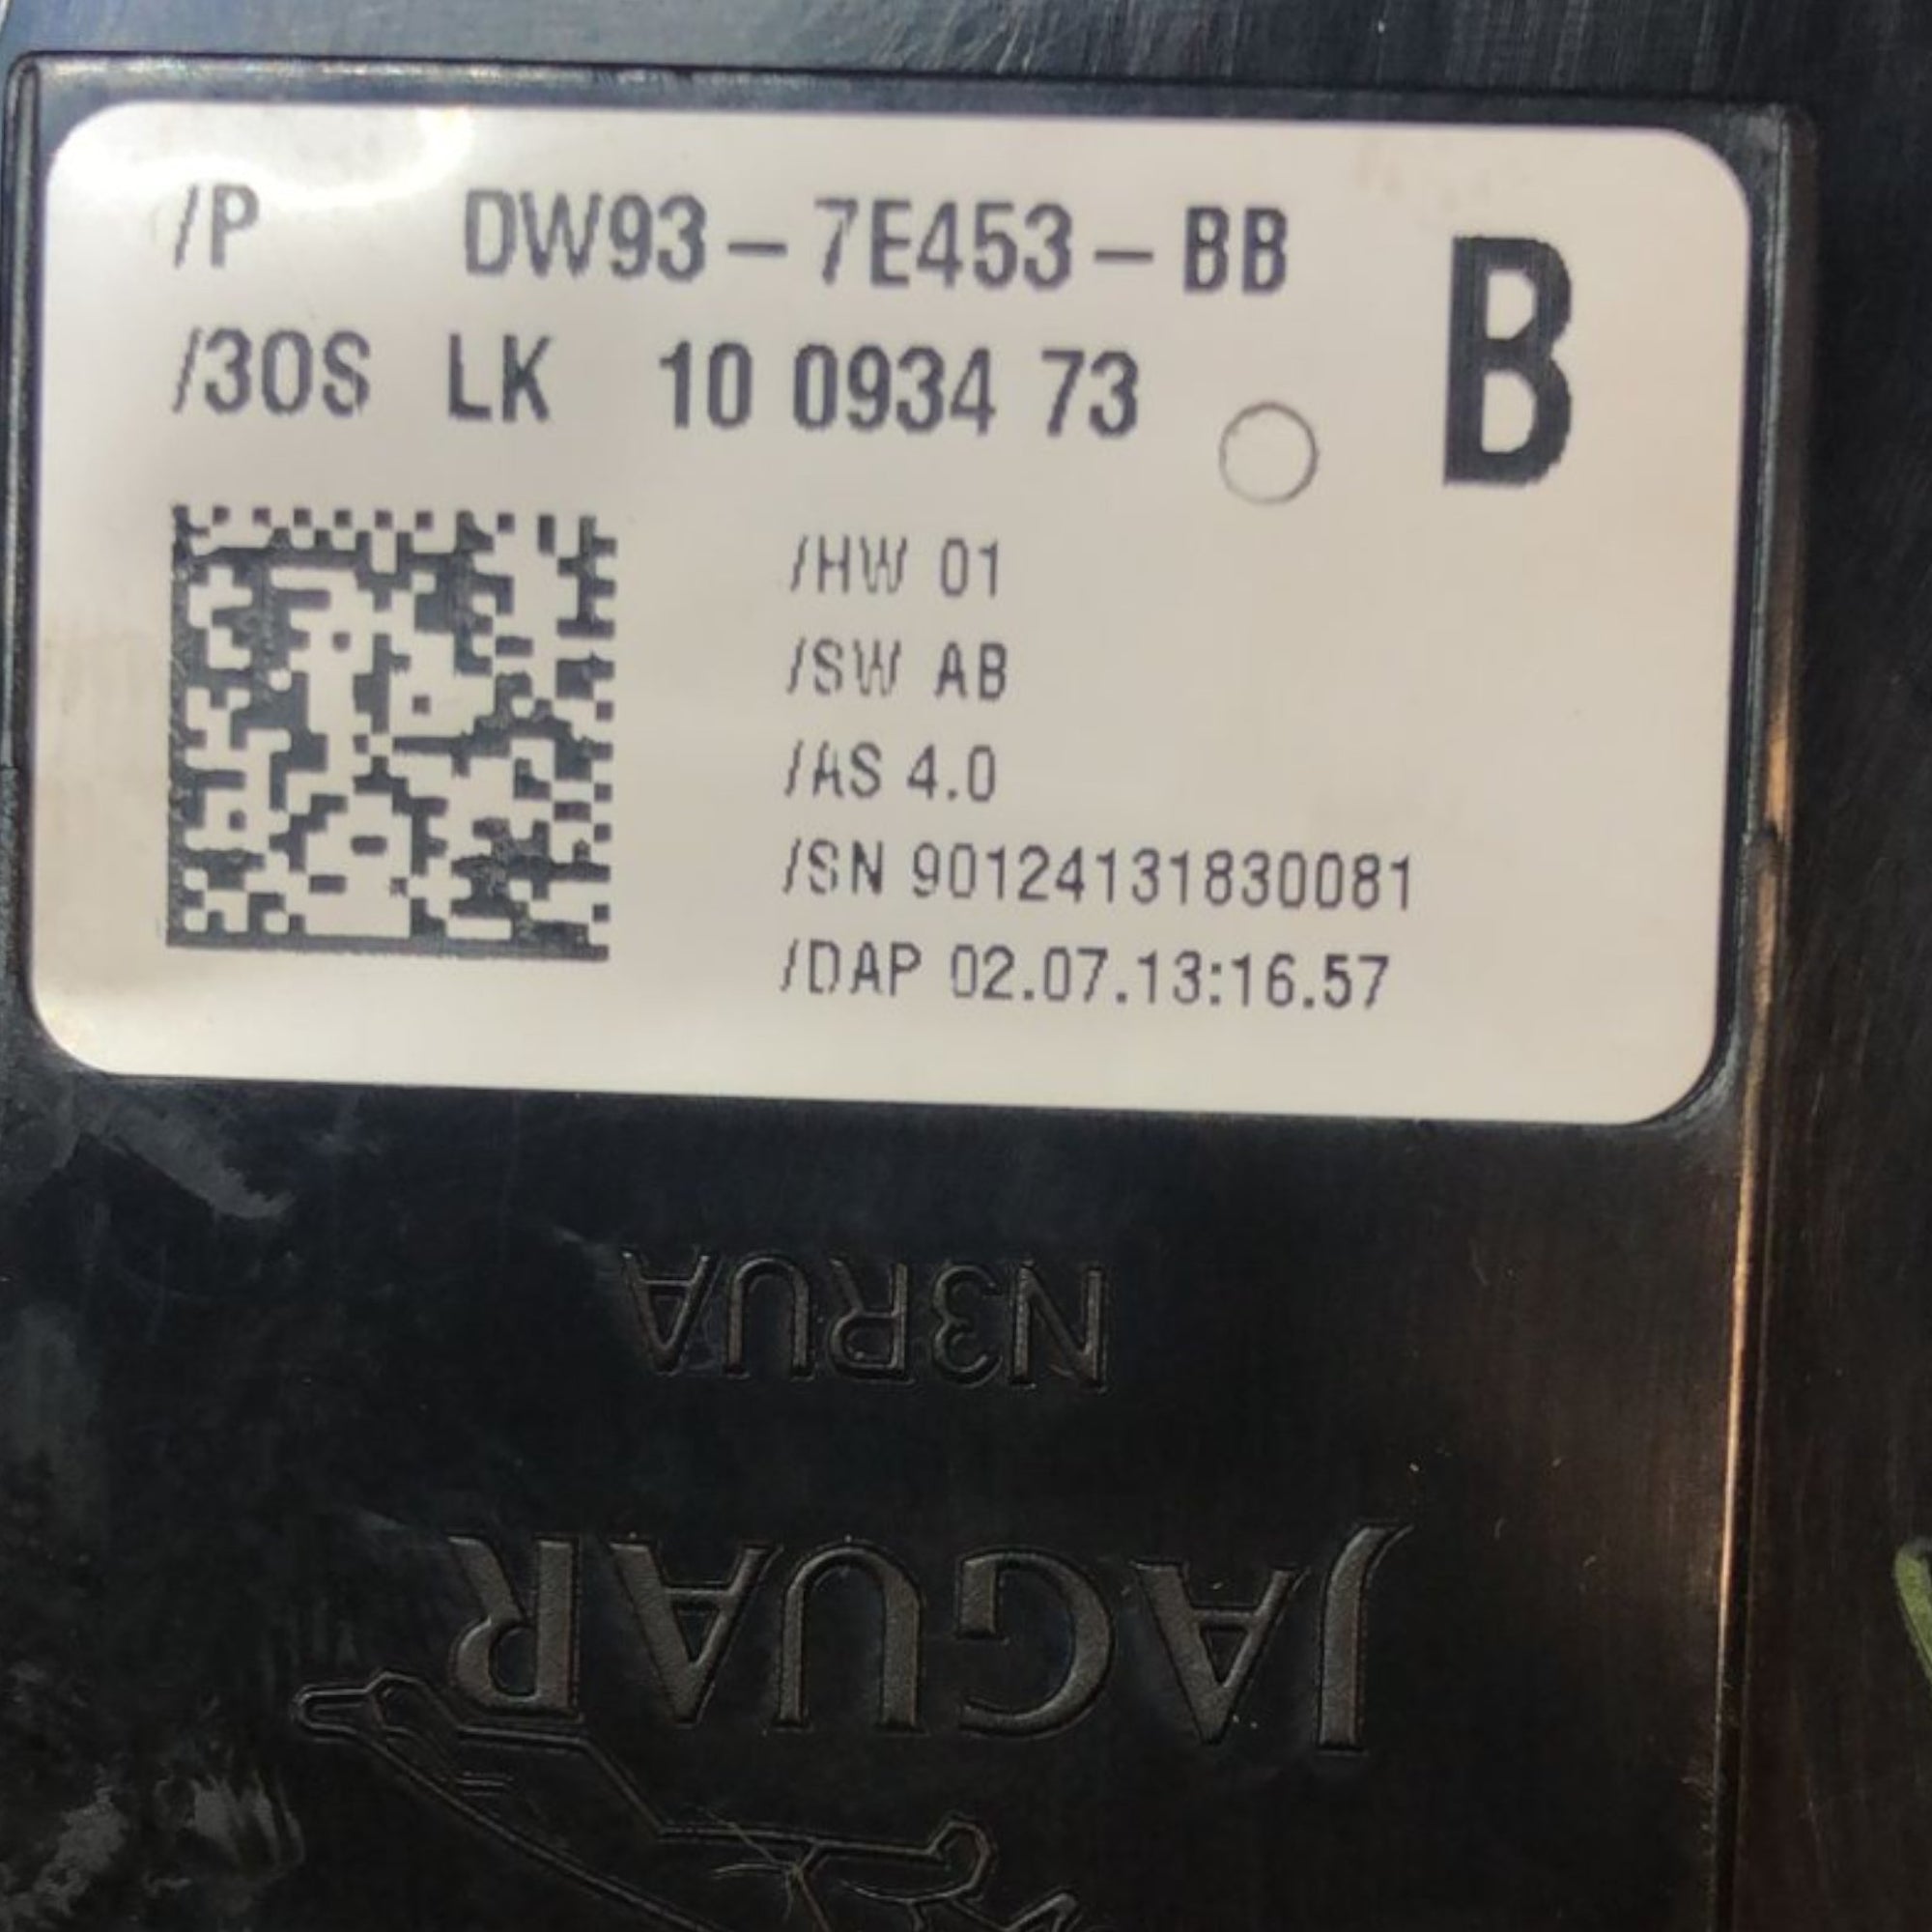 /P DW93-7E453-BB
B
/30S LK 10 0934 73
/HW 01
/SW AB
/AS 4.0
/SN 90124131830081
/DAP 02.07.13:16.57
N3RUA
JAGUAR